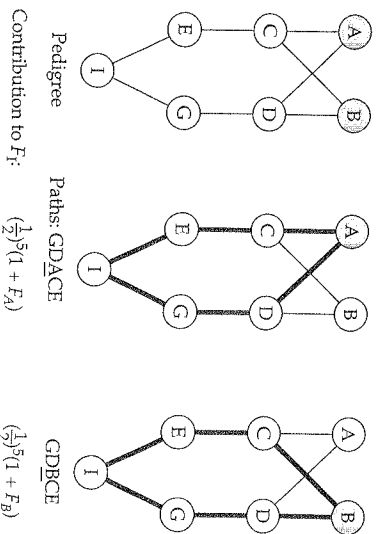 A B A B A B
C D C D C D
E G E G E G
I I I
Pedigree Paths: GDACE GDBCE
Contribution to F_I: (1/2)^5(1 + F_A) (1/2)^5(1 + F_B)